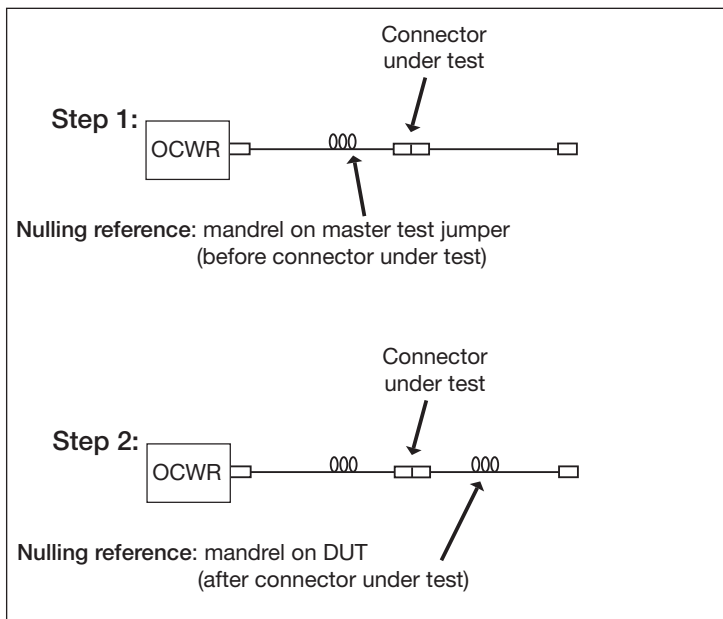 Connector
under test
Step 1:
OCWR
Nulling reference: mandrel on master test jumper
(before connector under test)
Connector
under test
Step 2:
OCWR
Nulling reference: mandrel on DUT
(after connector under test)